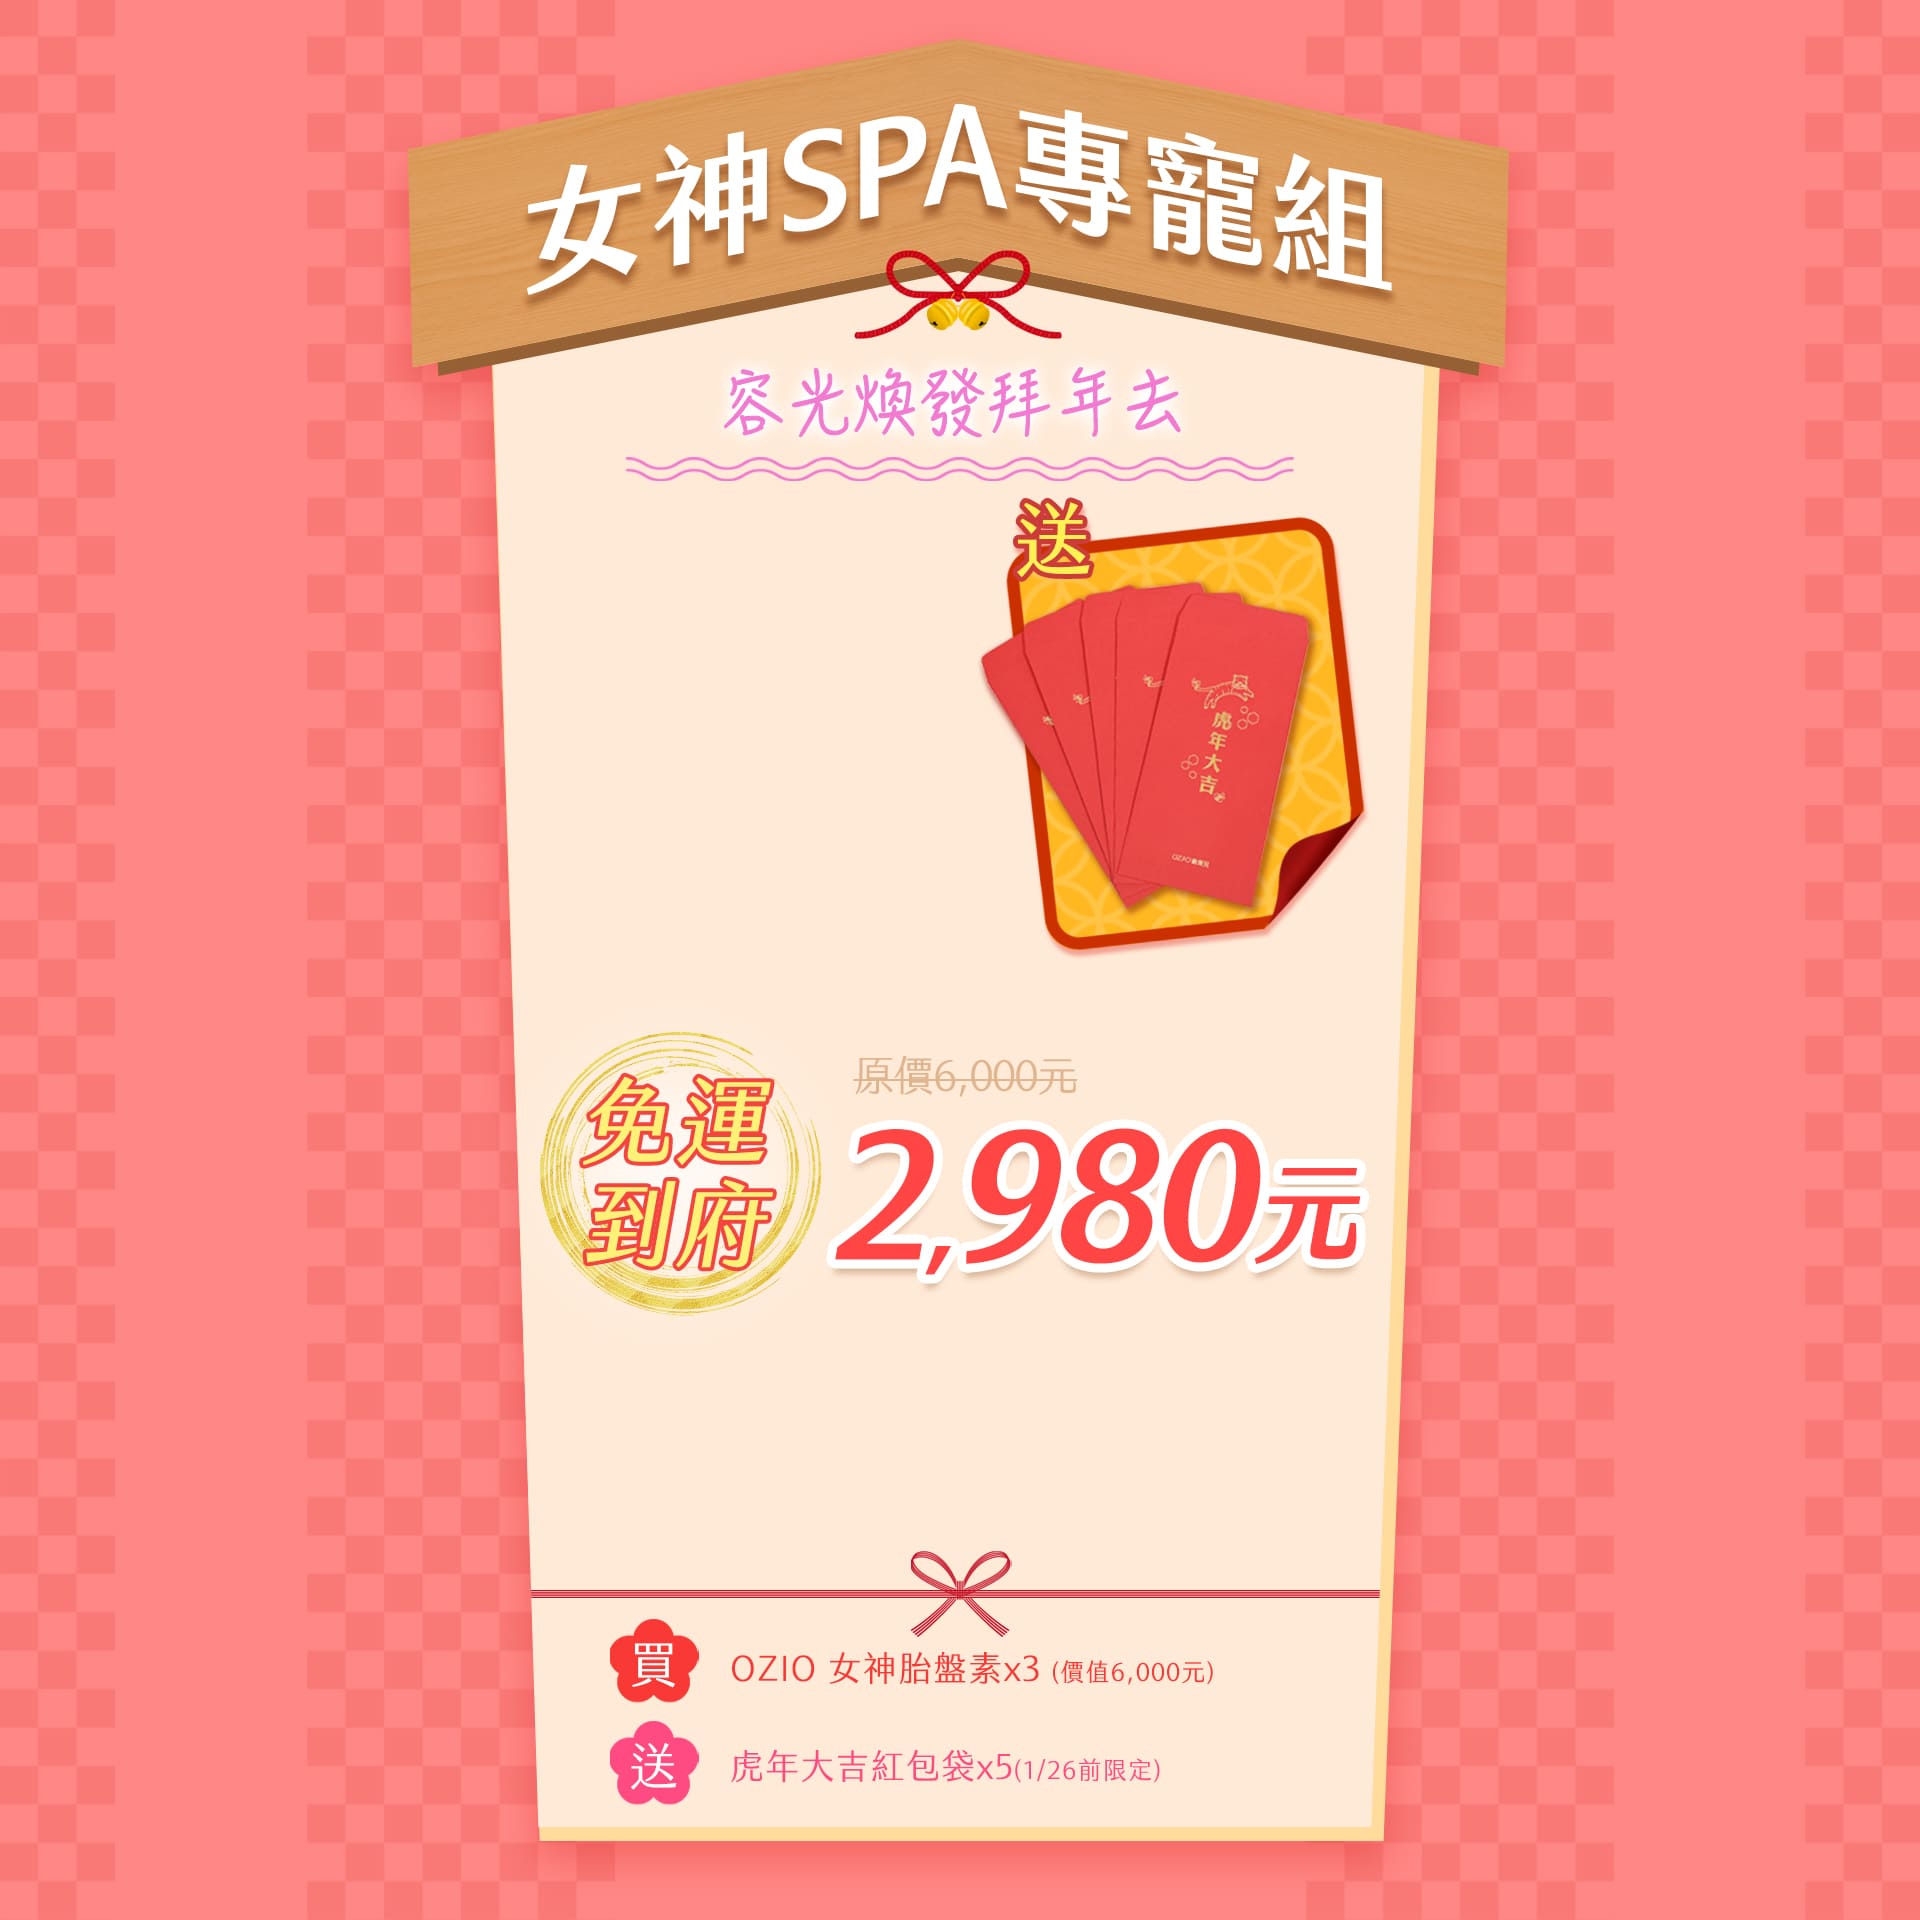 女神SPA專寵組
容光煥發拜年去
送
虎年大吉
OZIO
免運
到府
原價6,000元
2,980元
買
OZIO 女神胎盤素x3 (價值6,000元)
送
虎年大吉紅包袋x5(1/26前限定)